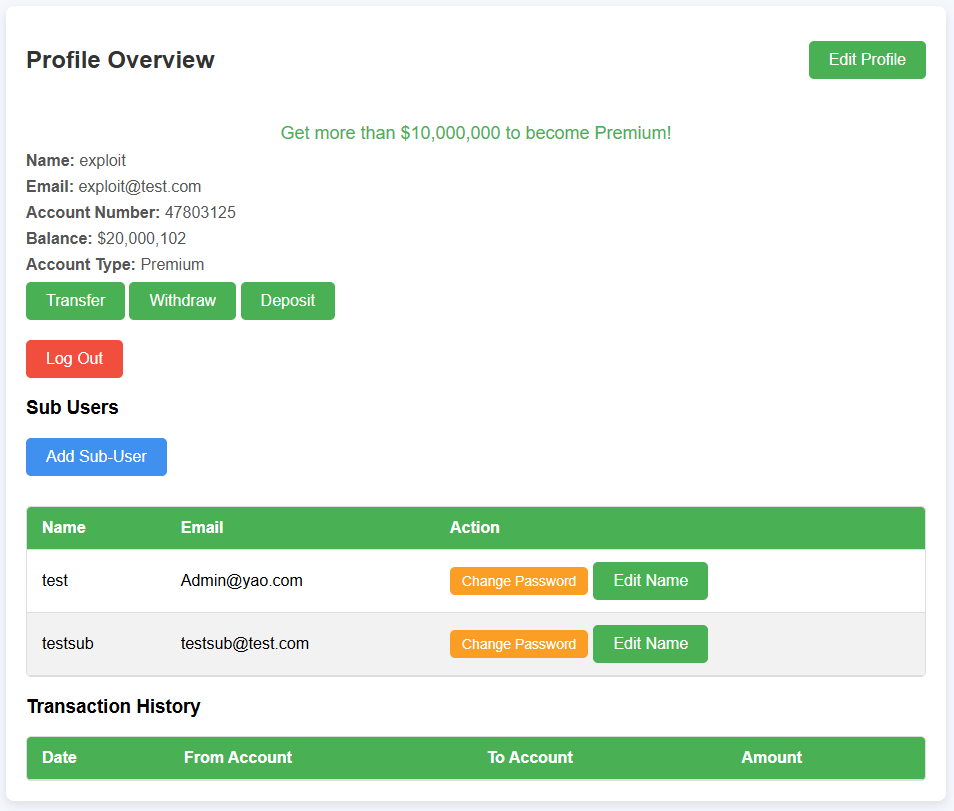 Profile Overview
Edit Profile
Get more than $10,000,000 to become Premium!
Name: exploit
Email: exploit@test.com
Account Number: 47803125
Balance: $20,000,102
Account Type: Premium
Transfer Withdraw Deposit
Log Out
Sub Users
Add Sub-User
Name Email Action
test Admin@yao.com Change Password Edit Name
testsub testsub@test.com Change Password Edit Name
Transaction History
Date From Account To Account Amount